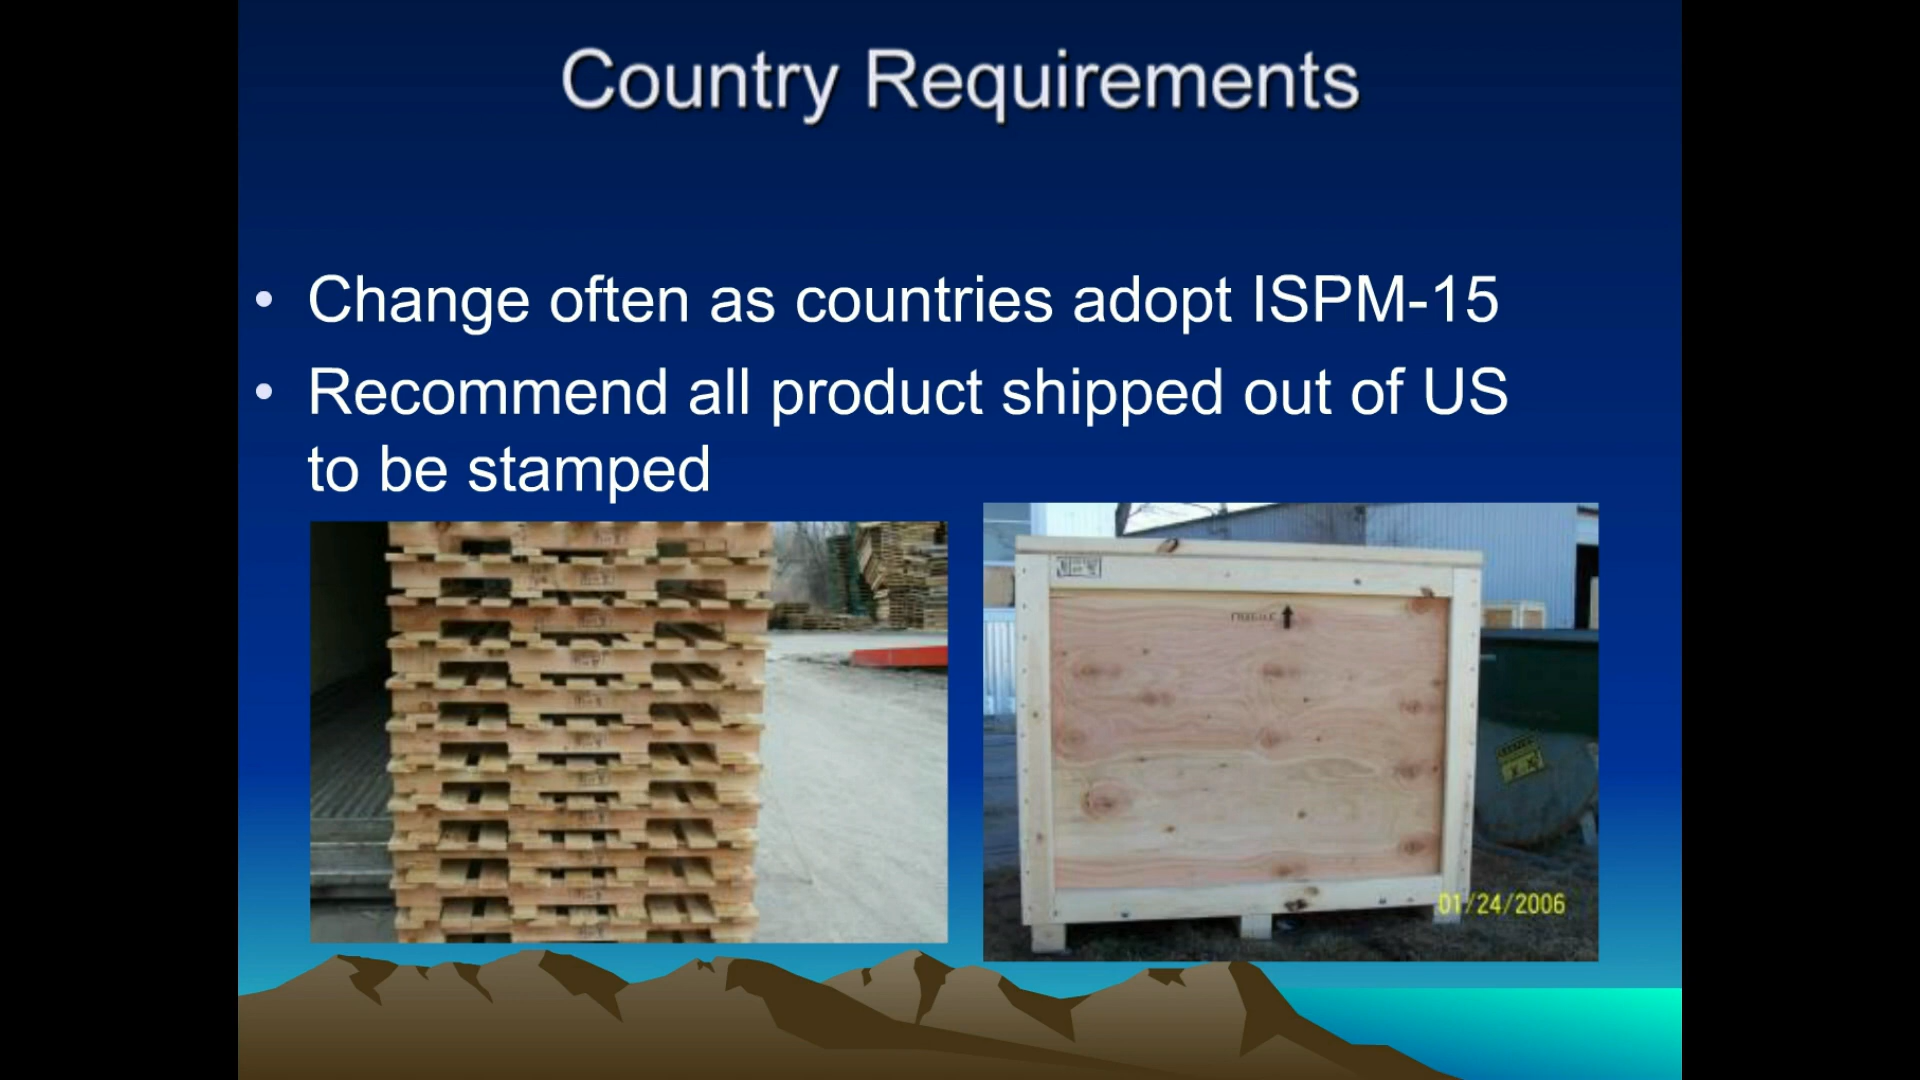 Country Requirements
• Change often as countries adopt ISPM-15
• Recommend all product shipped out of US
to be stamped
FRAGILE
01/24/2006